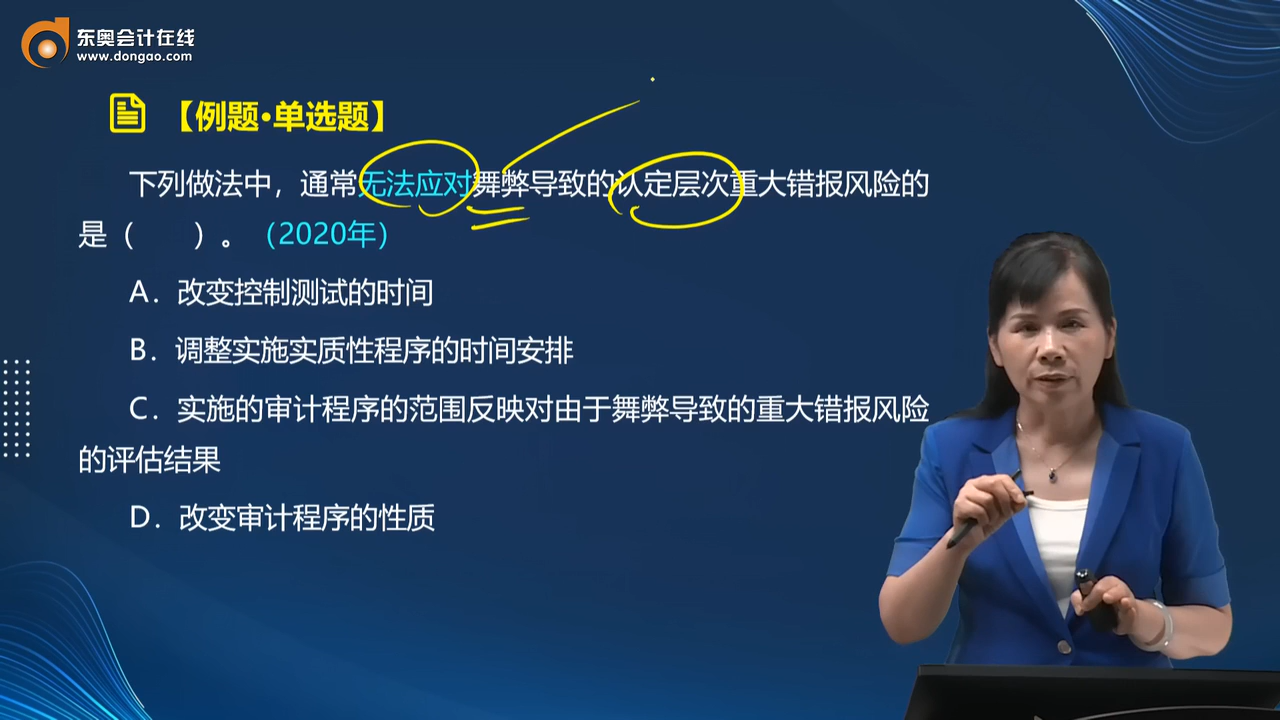 东奥会计在线
www.dongao.com
【例题•单选题】
下列做法中，通常无法应对舞弊导致的认定层次重大错报风险的
是（　　）。（2020年）
A．改变控制测试的时间
B．调整实施实质性程序的时间安排
C．实施的审计程序的范围反映对由于舞弊导致的重大错报风险
的评估结果
D．改变审计程序的性质